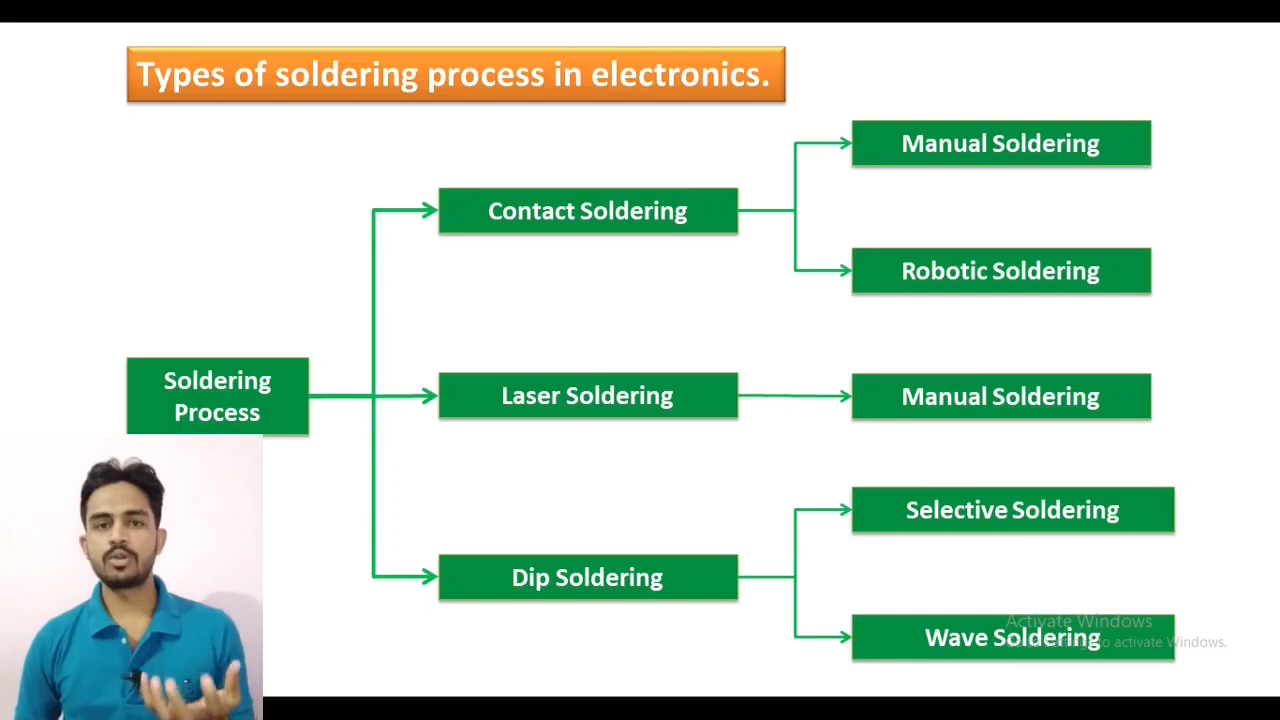 Types of soldering process in electronics.
Manual Soldering
Contact Soldering
Robotic Soldering
Soldering
Process
Laser Soldering
Manual Soldering
Selective Soldering
Dip Soldering
Wave Soldering
Activate Windows
to activate Windows.